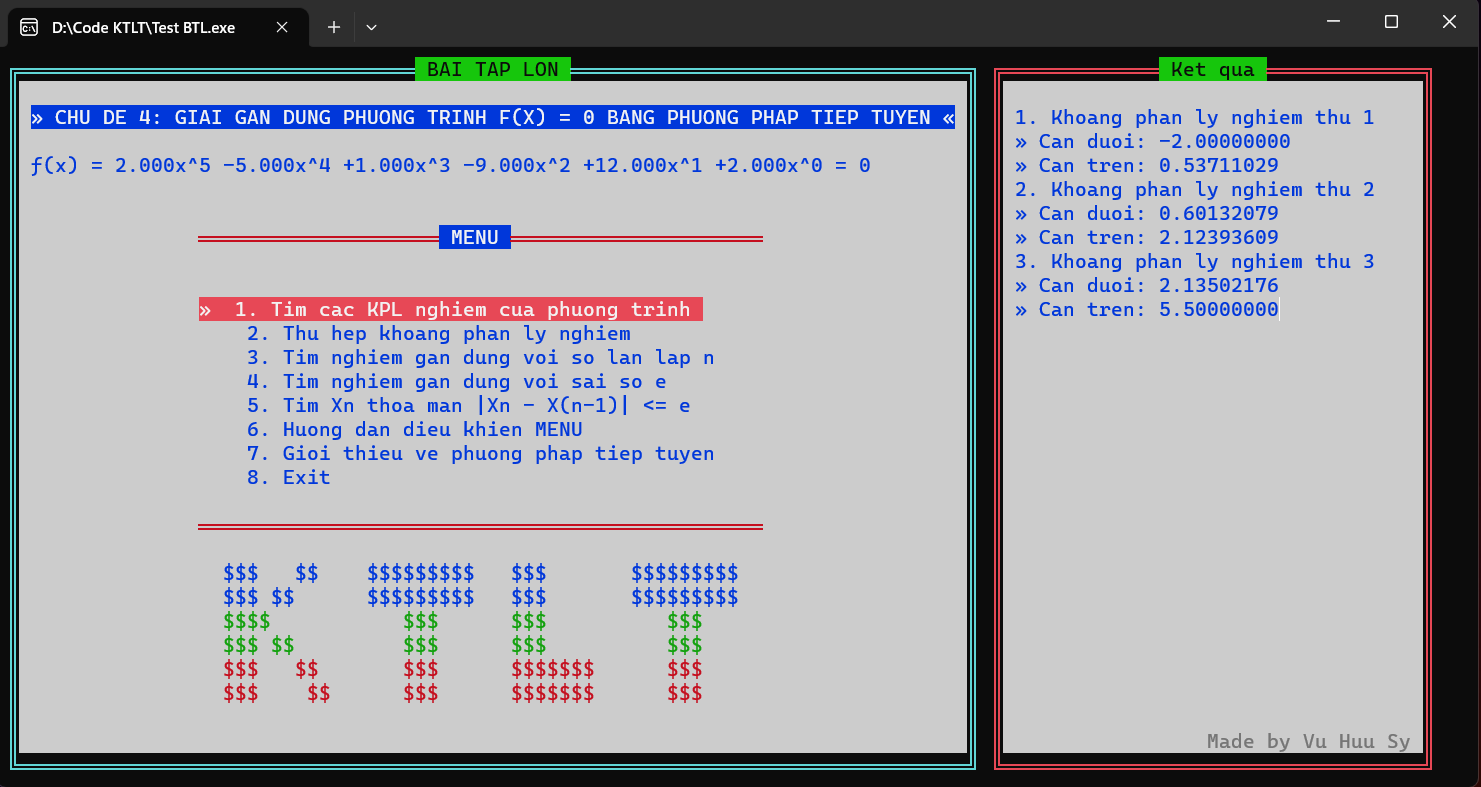 D:\Code KTLT\Test BTL.exe
BAI TAP LON
» CHU DE 4: GIAI GAN DUNG PHUONG TRINH F(X) = 0 BANG PHUONG PHAP TIEP TUYEN «
ƒ(x) = 2.000x^5 -5.000x^4 +1.000x^3 -9.000x^2 +12.000x^1 +2.000x^0 = 0
MENU
» 1. Tim cac KPL nghiem cua phuong trinh
2. Thu hep khoang phan ly nghiem
3. Tim nghiem gan dung voi so lan lap n
4. Tim nghiem gan dung voi sai so e
5. Tim Xn thoa man |Xn - X(n-1)| <= e
6. Huong dan dieu khien MENU
7. Gioi thieu ve phuong phap tiep tuyen
8. Exit
$$$   $$    $$$$$$$$$   $$$       $$$$$$$$$
$$$ $$      $$$$$$$$$   $$$       $$$$$$$$$
$$$$           $$$      $$$          $$$
$$$ $$         $$$      $$$          $$$
$$$   $$       $$$      $$$$$$$      $$$
$$$    $$      $$$      $$$$$$$      $$$
Ket qua
1. Khoang phan ly nghiem thu 1
» Can duoi: -2.00000000
» Can tren: 0.53711029
2. Khoang phan ly nghiem thu 2
» Can duoi: 0.60132079
» Can tren: 2.12393609
3. Khoang phan ly nghiem thu 3
» Can duoi: 2.13502176
» Can tren: 5.50000000
Made by Vu Huu Sy